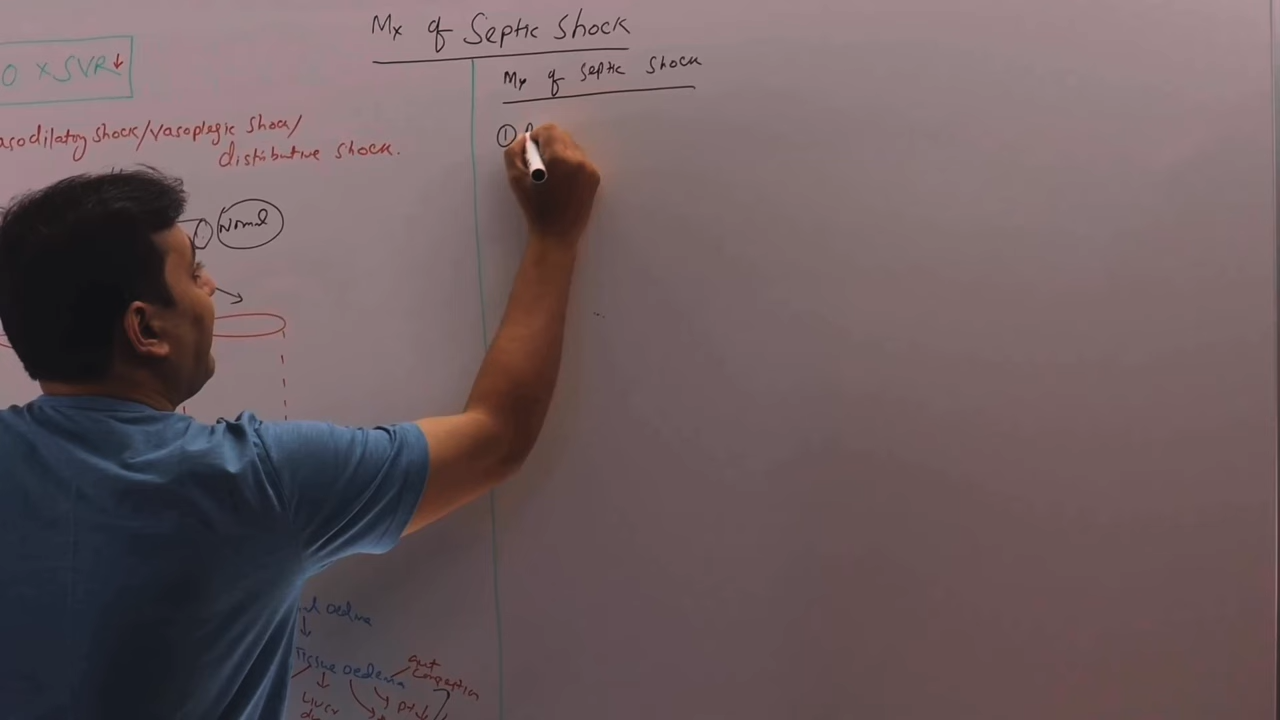 Mx of Septic Shock
O X SVR↓
Mx of Septic Shock
asodilatory shock/vasoplegic shock/
distributive shock.
①
Normal
oedema
Tissue oedema
gut
congestion
Liver